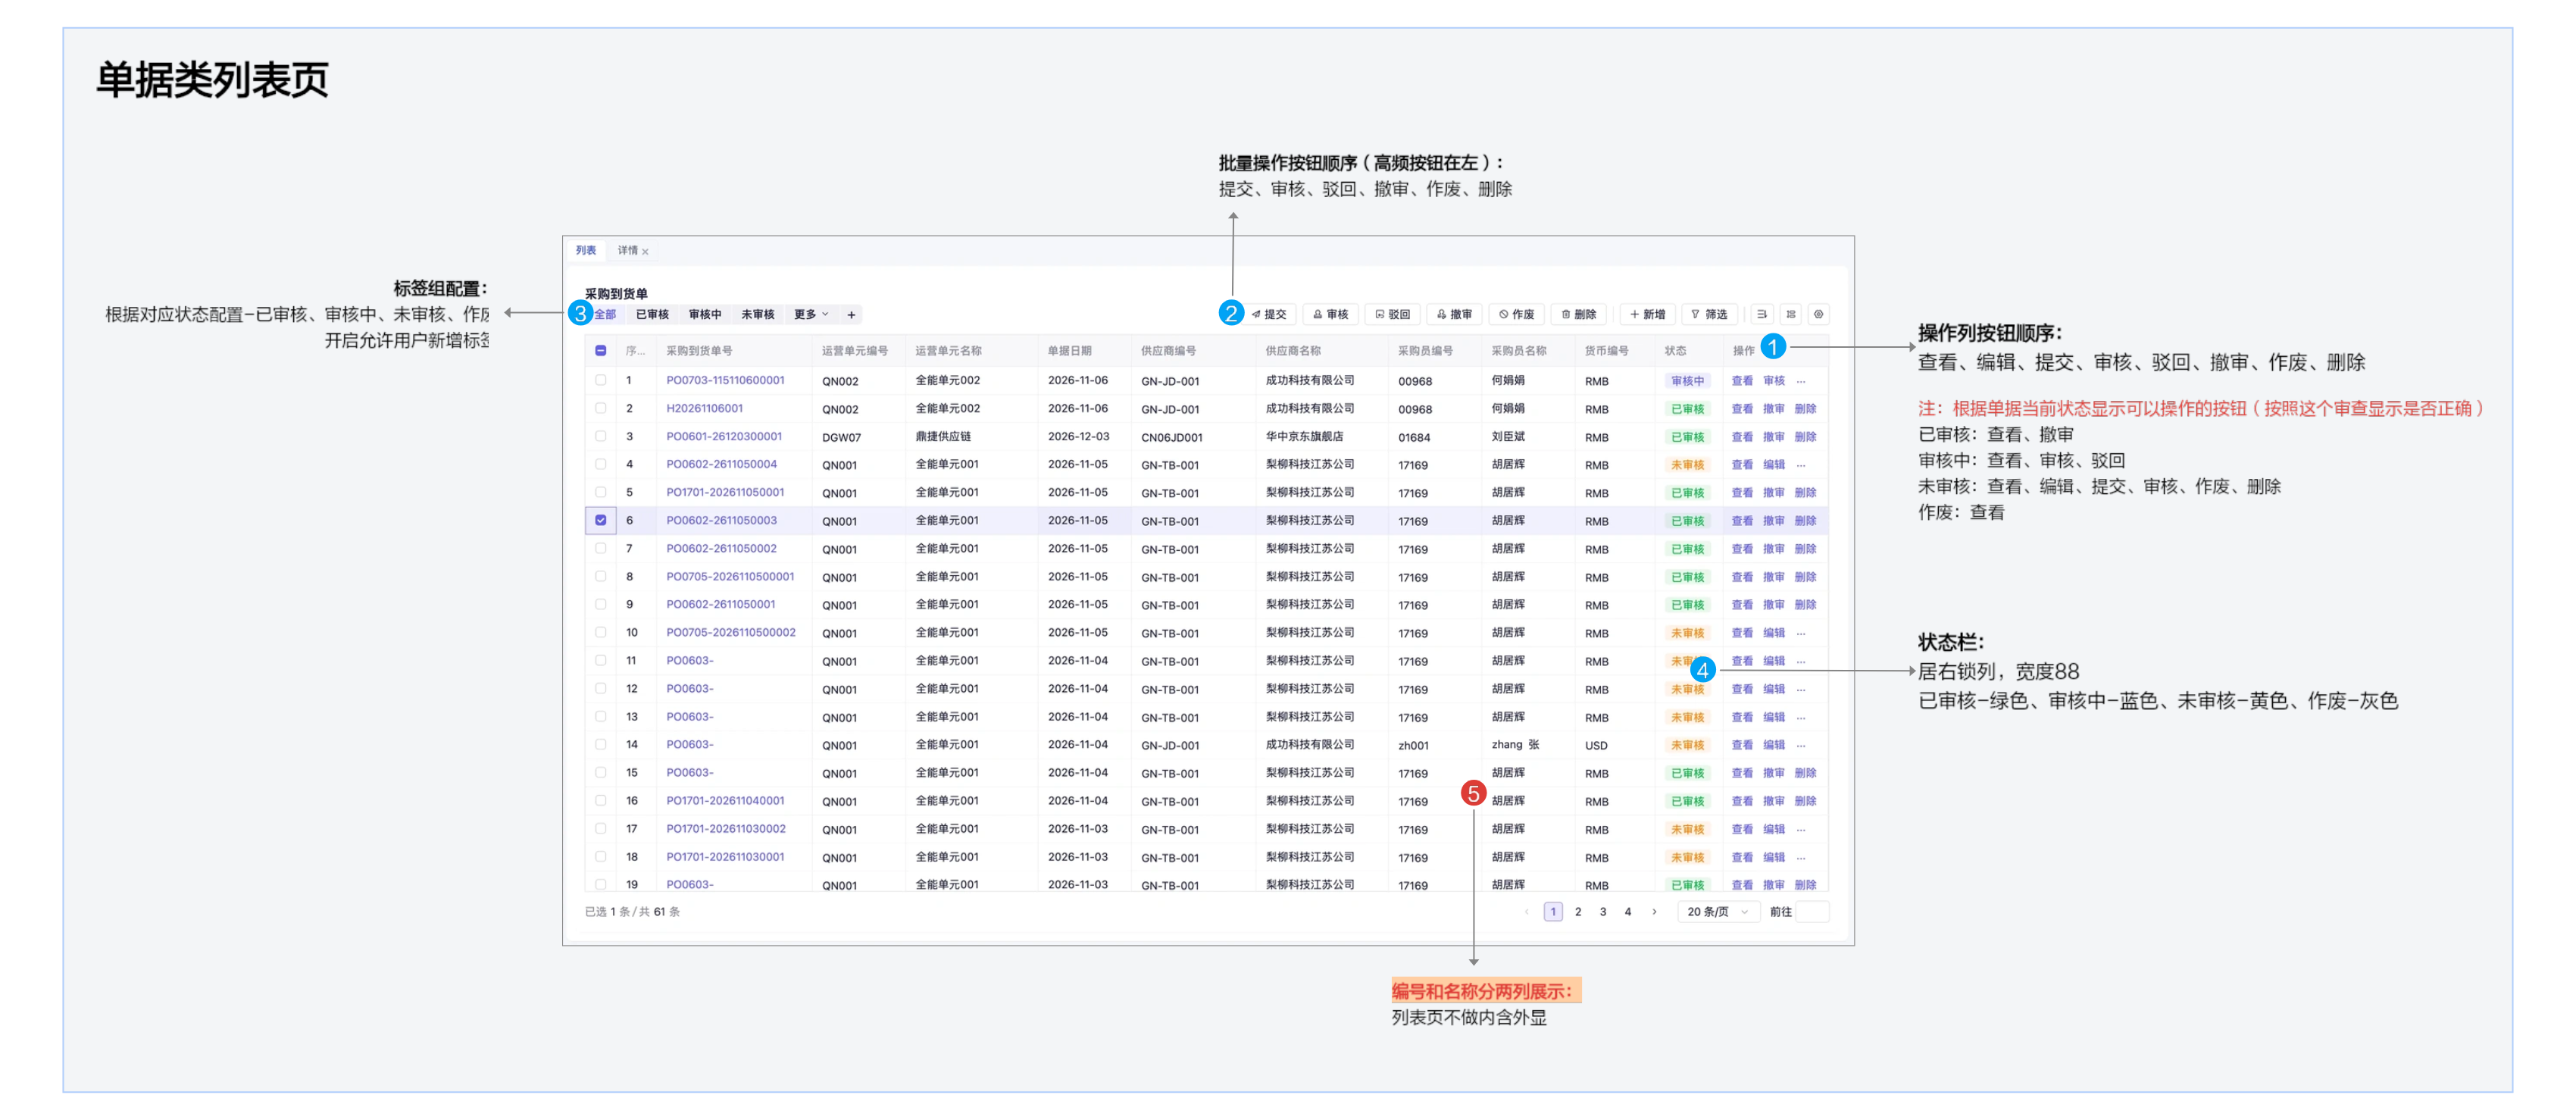 单据类列表页
批量操作按钮顺序（高频按钮在左）：
提交、审核、驳回、撤审、作废、删除
标签组配置：
根据对应状态配置-已审核、审核中、未审核、作废
开启允许用户新增标签
列表 详情 ×
采购到货单
3 全部 已审核 审核中 未审核 更多 + 2 提交 审核 驳回 撤审 作废 删除 + 新增 筛选
序... 采购到货单号 运营单元编号 运营单元名称 单据日期 供应商编号 供应商名称 采购员编号 采购员名称 货币编号 状态 操作 1
1 PO0703-115110600001 QN002 全能单元002 2026-11-06 GN-JD-001 成功科技有限公司 00968 何娟娟 RMB 审核中 查看 审核 ...
2 H20261106001 QN002 全能单元002 2026-11-06 GN-JD-001 成功科技有限公司 00968 何娟娟 RMB 已审核 查看 撤审 删除
3 PO0601-26120300001 DGW07 鼎捷供应链 2026-12-03 CN06JD001 华中京东旗舰店 01684 刘臣斌 RMB 已审核 查看 撤审 删除
4 PO0602-2611050004 QN001 全能单元001 2026-11-05 GN-TB-001 梨柳科技江苏公司 17169 胡居辉 RMB 未审核 查看 编辑 ...
5 PO1701-202611050001 QN001 全能单元001 2026-11-05 GN-TB-001 梨柳科技江苏公司 17169 胡居辉 RMB 已审核 查看 撤审 删除
6 PO0602-2611050003 QN001 全能单元001 2026-11-05 GN-TB-001 梨柳科技江苏公司 17169 胡居辉 RMB 已审核 查看 撤审 删除
7 PO0602-2611050002 QN001 全能单元001 2026-11-05 GN-TB-001 梨柳科技江苏公司 17169 胡居辉 RMB 已审核 查看 撤审 删除
8 PO0705-2026110500001 QN001 全能单元001 2026-11-05 GN-TB-001 梨柳科技江苏公司 17169 胡居辉 RMB 已审核 查看 撤审 删除
9 PO0602-2611050001 QN001 全能单元001 2026-11-05 GN-TB-001 梨柳科技江苏公司 17169 胡居辉 RMB 已审核 查看 撤审 删除
10 PO0705-2026110500002 QN001 全能单元001 2026-11-05 GN-TB-001 梨柳科技江苏公司 17169 胡居辉 RMB 未审核 查看 编辑 ...
11 PO0603- QN001 全能单元001 2026-11-04 GN-TB-001 梨柳科技江苏公司 17169 胡居辉 RMB 未审 4 查看 编辑 ...
12 PO0603- QN001 全能单元001 2026-11-04 GN-TB-001 梨柳科技江苏公司 17169 胡居辉 RMB 未审核 查看 编辑 ...
13 PO0603- QN001 全能单元001 2026-11-04 GN-TB-001 梨柳科技江苏公司 17169 胡居辉 RMB 未审核 查看 编辑 ...
14 PO0603- QN001 全能单元001 2026-11-04 GN-JD-001 成功科技有限公司 zh001 zhang 张 USD 未审核 查看 编辑 ...
15 PO0603- QN001 全能单元001 2026-11-04 GN-TB-001 梨柳科技江苏公司 17169 胡居辉 RMB 已审核 查看 撤审 删除
16 PO1701-202611040001 QN001 全能单元001 2026-11-04 GN-TB-001 梨柳科技江苏公司 17169 5 胡居辉 RMB 已审核 查看 撤审 删除
17 PO1701-202611030002 QN001 全能单元001 2026-11-03 GN-TB-001 梨柳科技江苏公司 17169 胡居辉 RMB 未审核 查看 编辑 ...
18 PO1701-202611030001 QN001 全能单元001 2026-11-03 GN-TB-001 梨柳科技江苏公司 17169 胡居辉 RMB 未审核 查看 编辑 ...
19 PO0603- QN001 全能单元001 2026-11-03 GN-TB-001 梨柳科技江苏公司 17169 胡居辉 RMB 已审核 查看 撤审 删除
已选 1 条 / 共 61 条 ‹ 1 2 3 4 › 20 条/页 前往
操作列按钮顺序：
查看、编辑、提交、审核、驳回、撤审、作废、删除
注：根据单据当前状态显示可以操作的按钮（按照这个审查显示是否正确）
已审核：查看、撤审
审核中：查看、审核、驳回
未审核：查看、编辑、提交、审核、作废、删除
作废：查看
状态栏：
居右锁列，宽度88
已审核-绿色、审核中-蓝色、未审核-黄色、作废-灰色
编号和名称分两列展示：
列表页不做内含外显